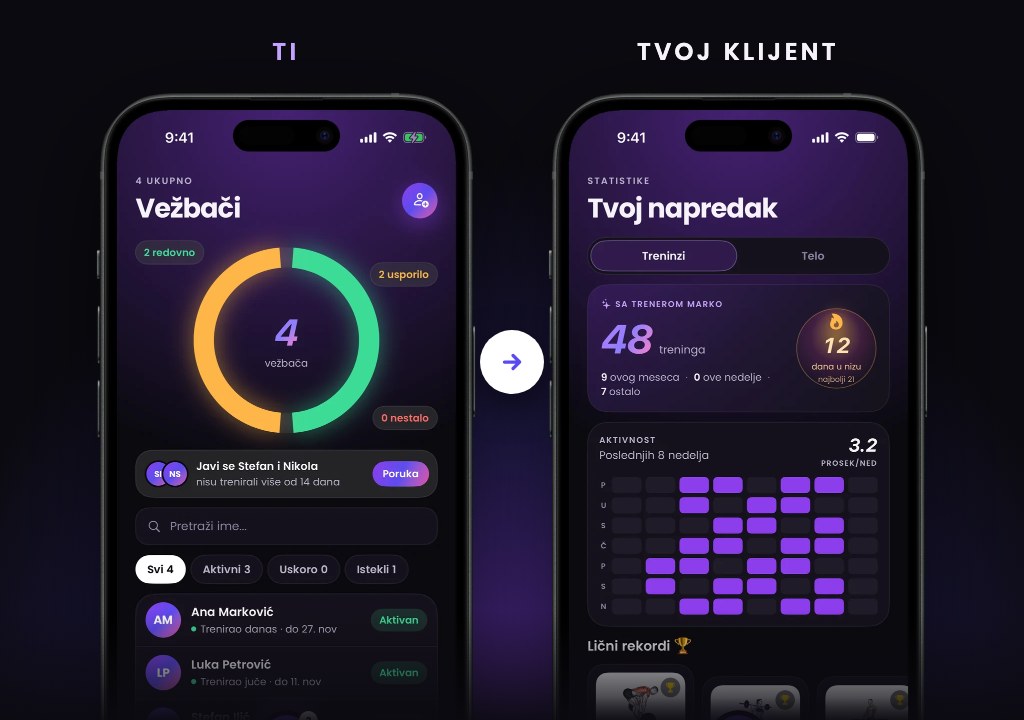 TI
TVOJ KLIJENT
9:41
4 UKUPNO
Vežbači
2 redovno
2 usporilo
4
vežbača
0 nestalo
NS
Javi se Stefan i Nikola
nisu trenirali više od 14 dana
Poruka
Pretraži ime...
Svi 4
Aktivni 3
Uskoro 0
Istekli 1
AM
Ana Marković
Trenirao danas · do 27. nov
Aktivan
LP
Luka Petrović
Trenirao juče · do 11. nov
Aktivan
Stefan Ilić
9:41
STATISTIKE
Tvoj napredak
Treninzi
Telo
SA TRENEROM MARKO
48 treninga
9 ovog meseca · 0 ove nedelje ·
7 ostalo
12
dana u nizu
najbolji 21
AKTIVNOST
Poslednjih 8 nedelja
3.2
PROSEK/NED
P
U
S
Č
P
S
N
Lični rekordi